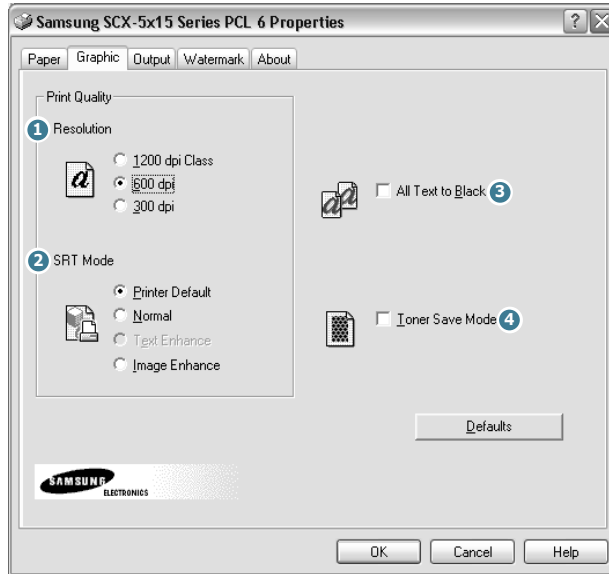 Samsung SCX-5x15 Series PCL 6 Properties
Paper Graphic Output Watermark About
Print Quality
1 Resolution
1200 dpi Class
600 dpi
300 dpi
3 All Text to Black
2 SRT Mode
Printer Default
Normal
Text Enhance
Image Enhance
Toner Save Mode 4
Defaults
SAMSUNG
ELECTRONICS
OK Cancel Help